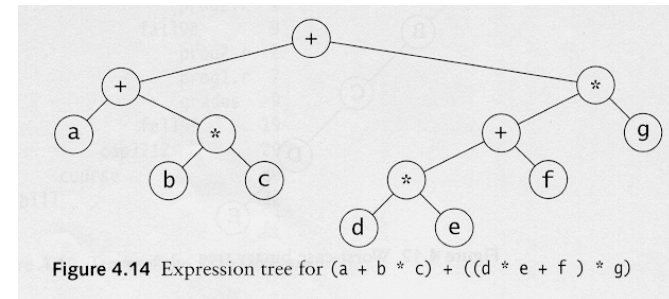 +
+ *
a * + g
b c * f
d e
Figure 4.14 Expression tree for (a + b * c) + ((d * e + f ) * g)